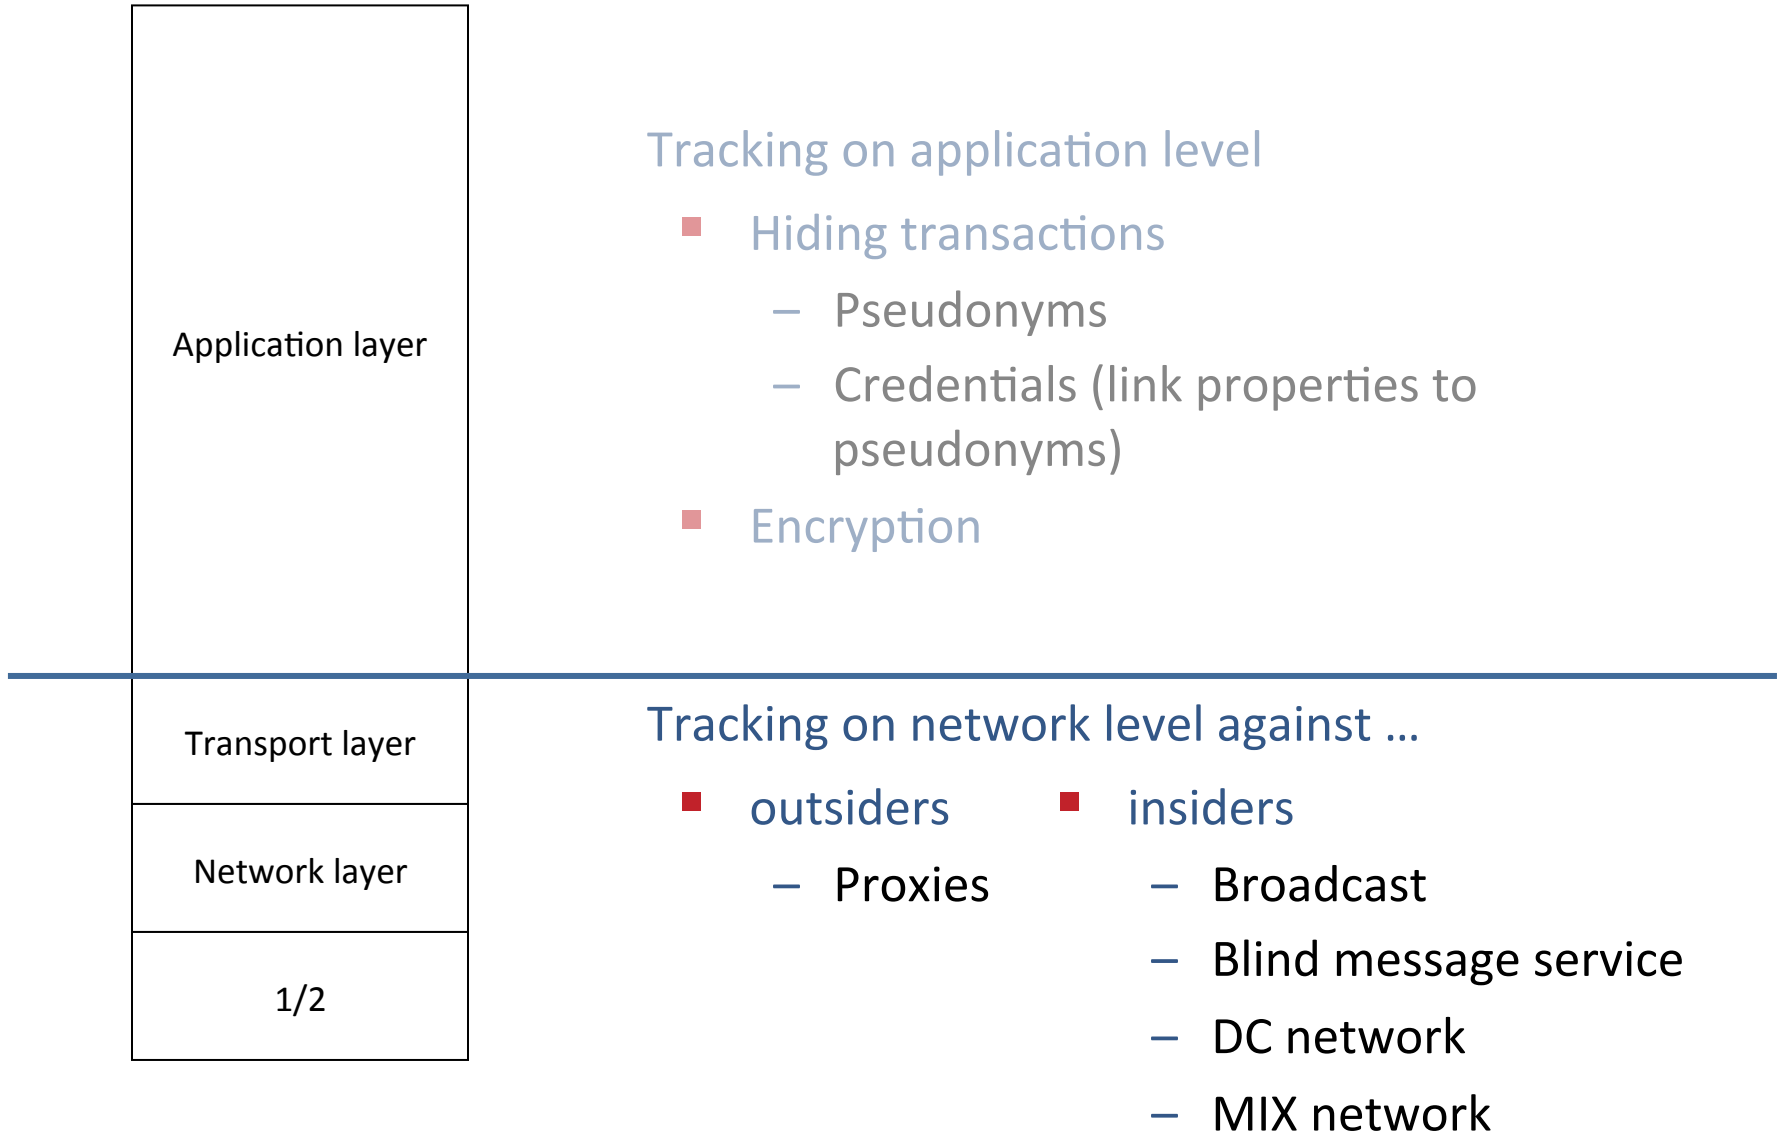 Application layer
Tracking on application level
Hiding transactions
– Pseudonyms
– Credentials (link properties to
pseudonyms)
Encryption
Transport layer
Network layer
1/2
Tracking on network level against ...
outsiders
– Proxies
insiders
– Broadcast
– Blind message service
– DC network
– MIX network